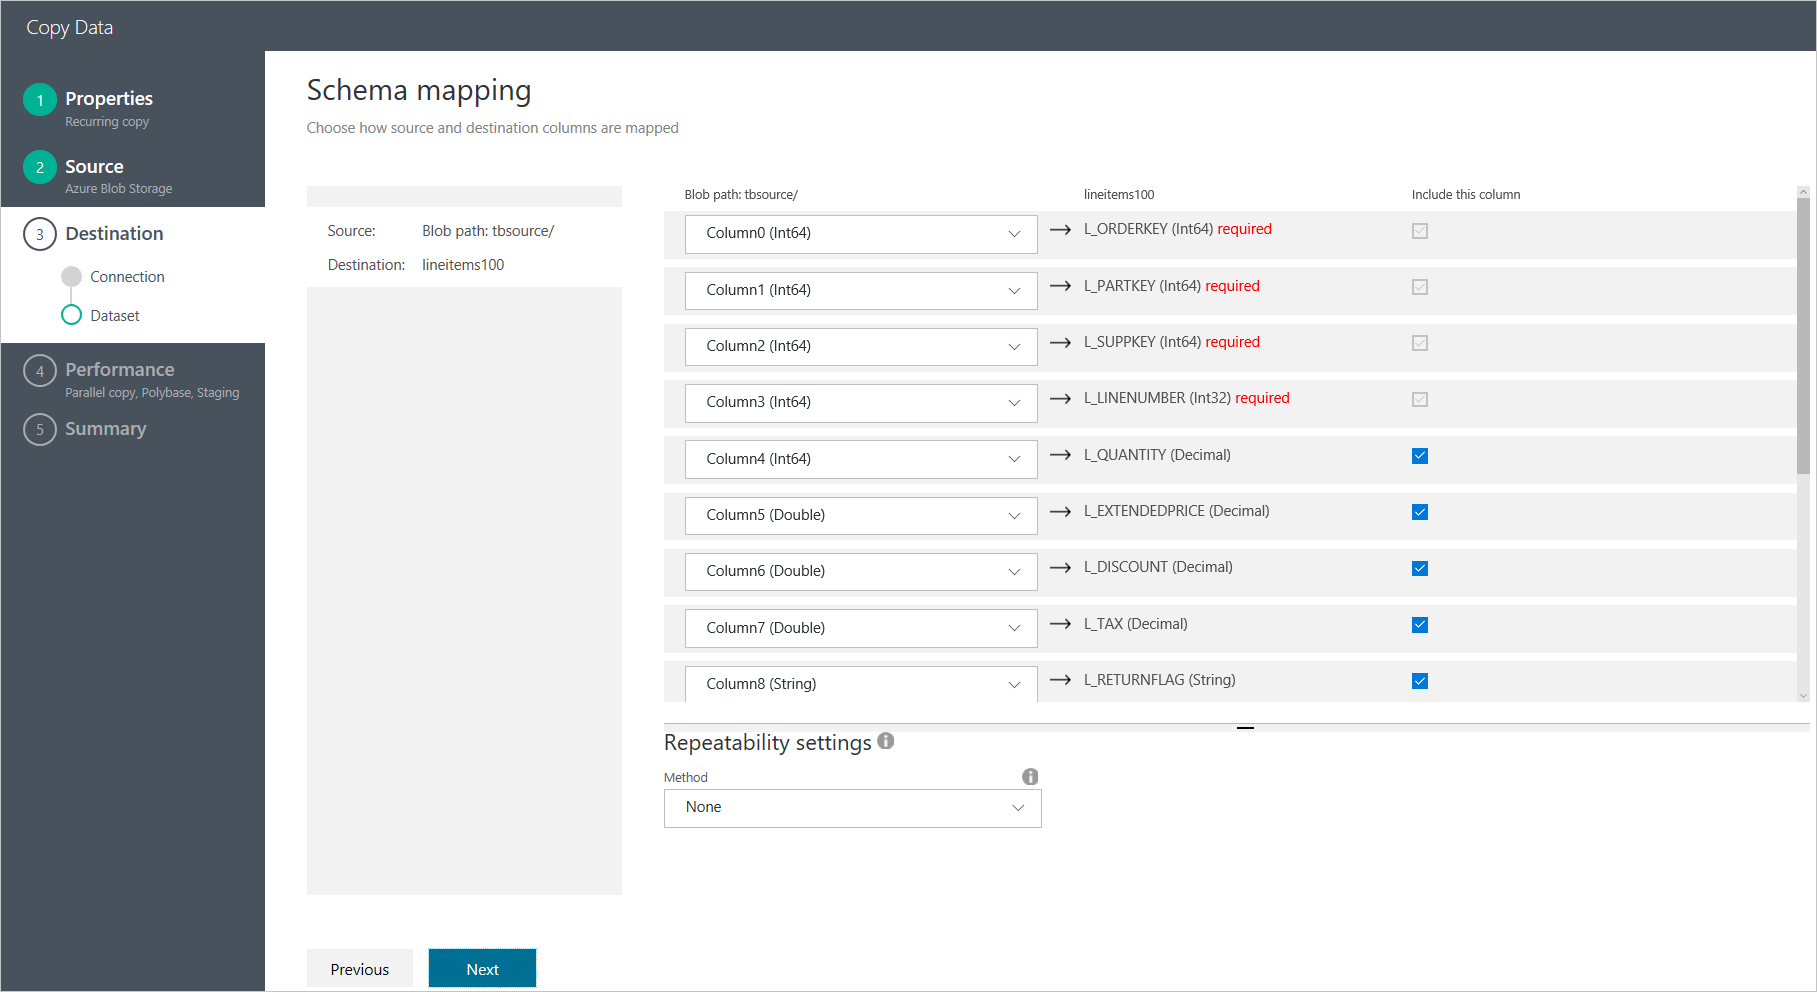 Copy Data
1 Properties
Recurring copy
2 Source
Azure Blob Storage
3 Destination
Connection
Dataset
4 Performance
Parallel copy, Polybase, Staging
5 Summary
Schema mapping
Choose how source and destination columns are mapped
Source: Blob path: tbsource/
Destination: lineitems100
Blob path: tbsource/ lineitems100 Include this column
Column0 (Int64) → L_ORDERKEY (Int64) required
Column1 (Int64) → L_PARTKEY (Int64) required
Column2 (Int64) → L_SUPPKEY (Int64) required
Column3 (Int64) → L_LINENUMBER (Int32) required
Column4 (Int64) → L_QUANTITY (Decimal)
Column5 (Double) → L_EXTENDEDPRICE (Decimal)
Column6 (Double) → L_DISCOUNT (Decimal)
Column7 (Double) → L_TAX (Decimal)
Column8 (String) → L_RETURNFLAG (String)
Repeatability settings
Method
None
Previous Next